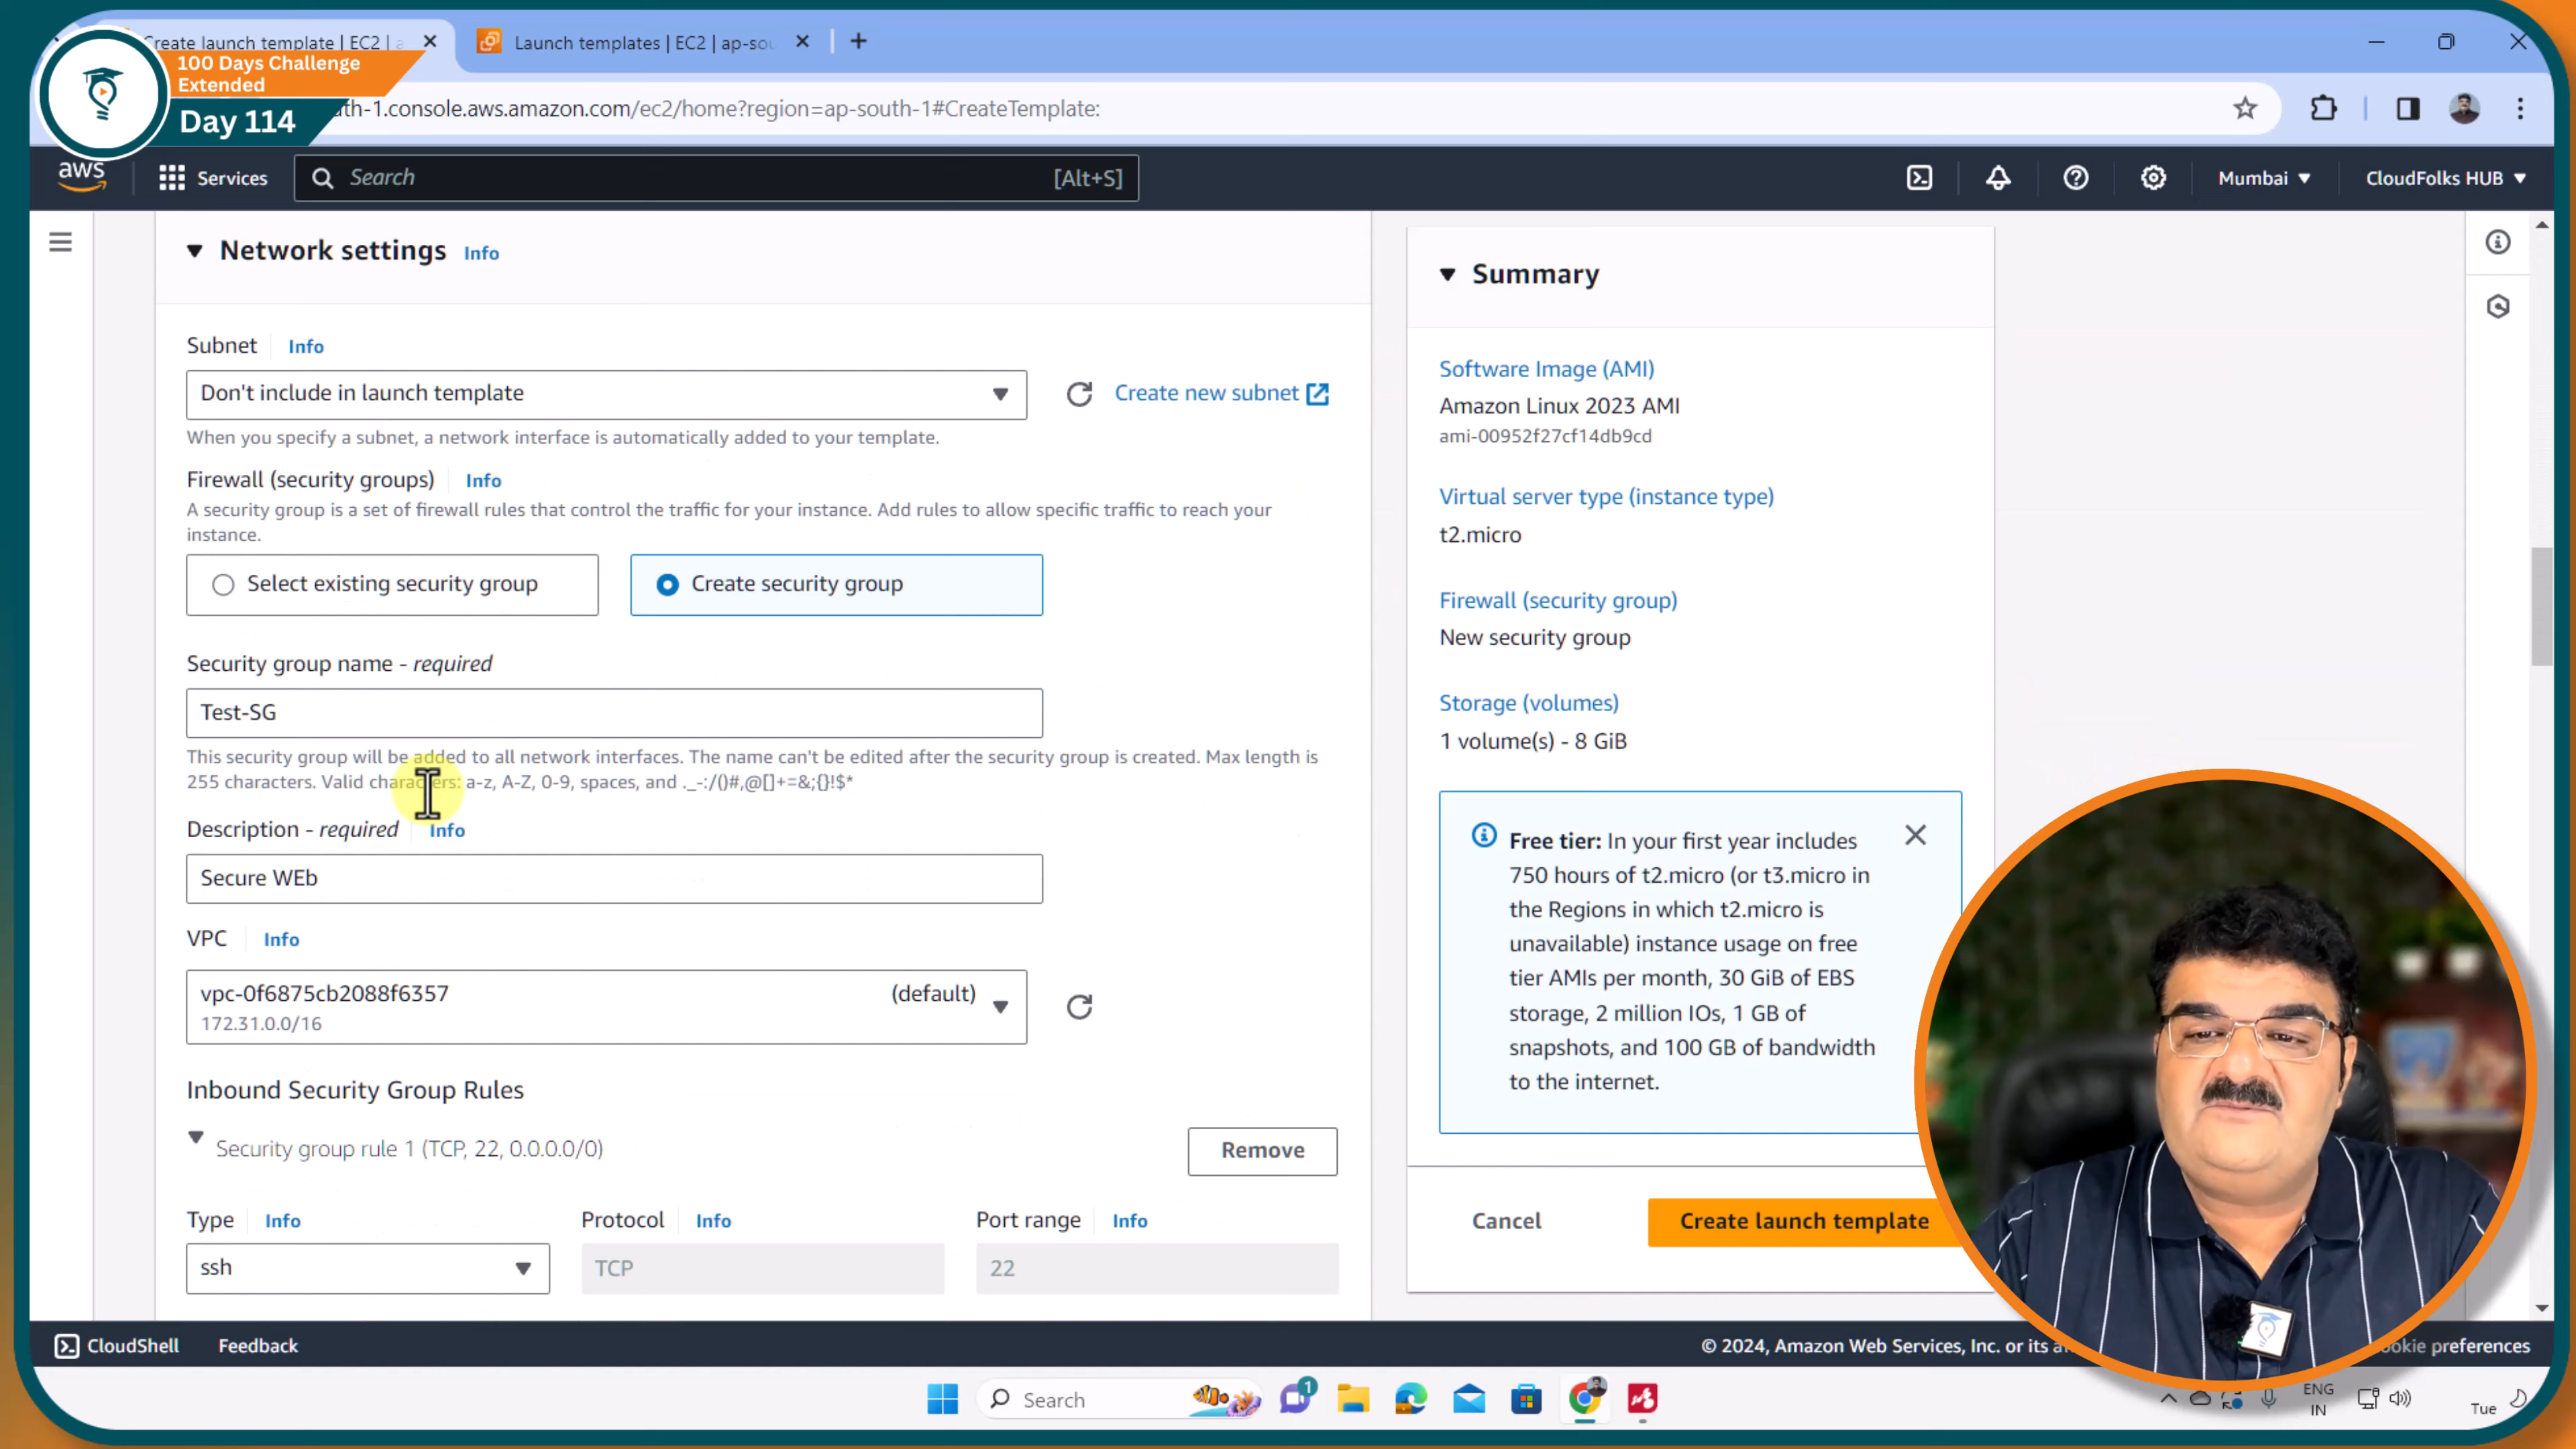 Create launch template | EC2 | a
Launch templates | EC2 | ap-sou
100 Days Challenge
Extended
Day 114
th-1.console.aws.amazon.com/ec2/home?region=ap-south-1#CreateTemplate:
aws
Services
Search
[Alt+S]
Mumbai
CloudFolks HUB
Network settings Info
Subnet Info
Don't include in launch template
Create new subnet
When you specify a subnet, a network interface is automatically added to your template.
Firewall (security groups) Info
A security group is a set of firewall rules that control the traffic for your instance. Add rules to allow specific traffic to reach your
instance.
Select existing security group
Create security group
Security group name - required
Test-SG
This security group will be added to all network interfaces. The name can't be edited after the security group is created. Max length is
255 characters. Valid characters: a-z, A-Z, 0-9, spaces, and ._-:/()#,@[]+=&;{}!$*
Description - required Info
Secure WEb
VPC Info
vpc-0f6875cb2088f6357 (default)
172.31.0.0/16
Inbound Security Group Rules
Security group rule 1 (TCP, 22, 0.0.0.0/0)
Remove
Type Info
Protocol Info
Port range Info
ssh
TCP
22
Summary
Software Image (AMI)
Amazon Linux 2023 AMI
ami-00952f27cf14db9cd
Virtual server type (instance type)
t2.micro
Firewall (security group)
New security group
Storage (volumes)
1 volume(s) - 8 GiB
Free tier: In your first year includes
750 hours of t2.micro (or t3.micro in
the Regions in which t2.micro is
unavailable) instance usage on free
tier AMIs per month, 30 GiB of EBS
storage, 2 million IOs, 1 GB of
snapshots, and 100 GB of bandwidth
to the internet.
Cancel
Create launch template
CloudShell
Feedback
© 2024, Amazon Web Services, Inc. or its
ookie preferences
Search
1
ENG
IN
Tue